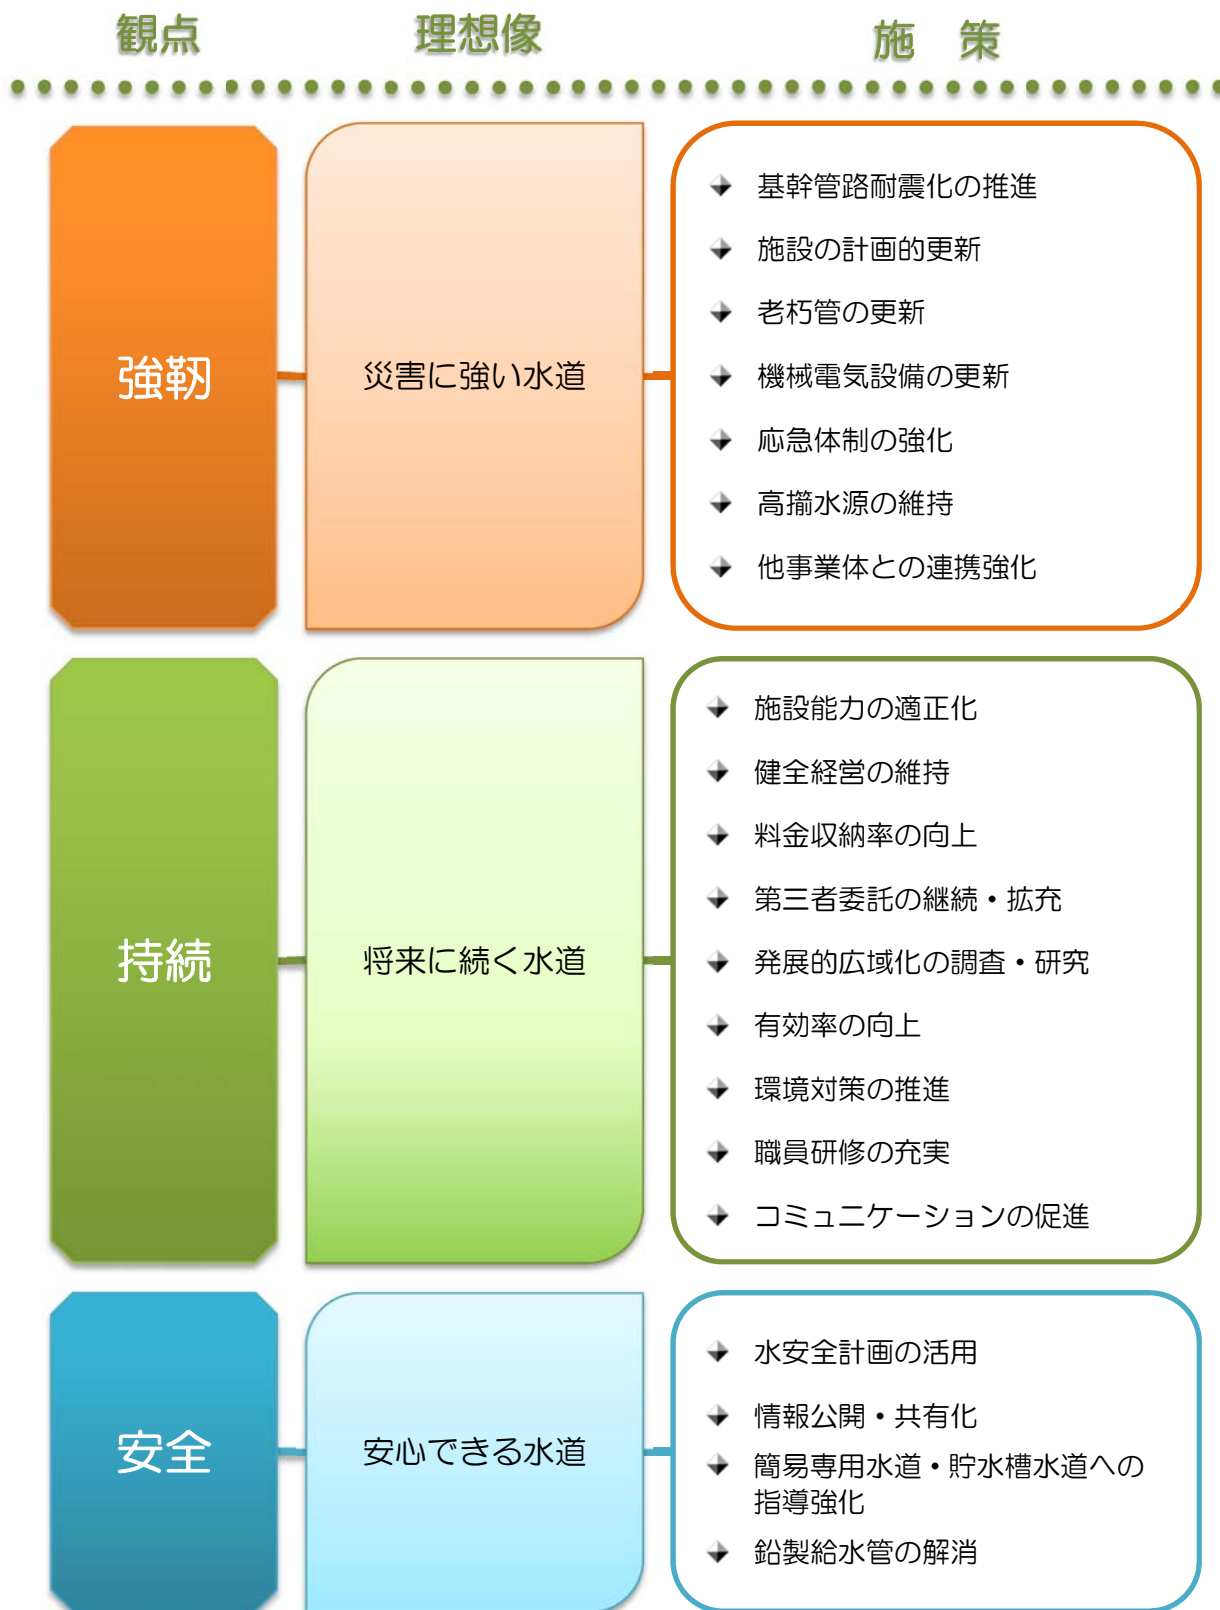 観点 理想像 施 策
強靭
災害に強い水道
基幹管路耐震化の推進
施設の計画的更新
老朽管の更新
機械電気設備の更新
応急体制の強化
高擶水源の維持
他事業体との連携強化
持続
将来に続く水道
施設能力の適正化
健全経営の維持
料金収納率の向上
第三者委託の継続・拡充
発展的広域化の調査・研究
有効率の向上
環境対策の推進
職員研修の充実
コミュニケーションの促進
安全
安心できる水道
水安全計画の活用
情報公開・共有化
簡易専用水道・貯水槽水道への
指導強化
鉛製給水管の解消